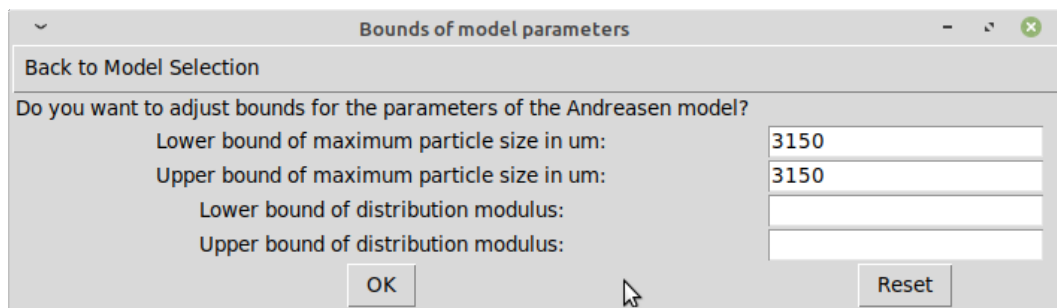 Bounds of model parameters
Back to Model Selection
Do you want to adjust bounds for the parameters of the Andreasen model?
Lower bound of maximum particle size in um: 3150
Upper bound of maximum particle size in um: 3150
Lower bound of distribution modulus:
Upper bound of distribution modulus:
OK Reset